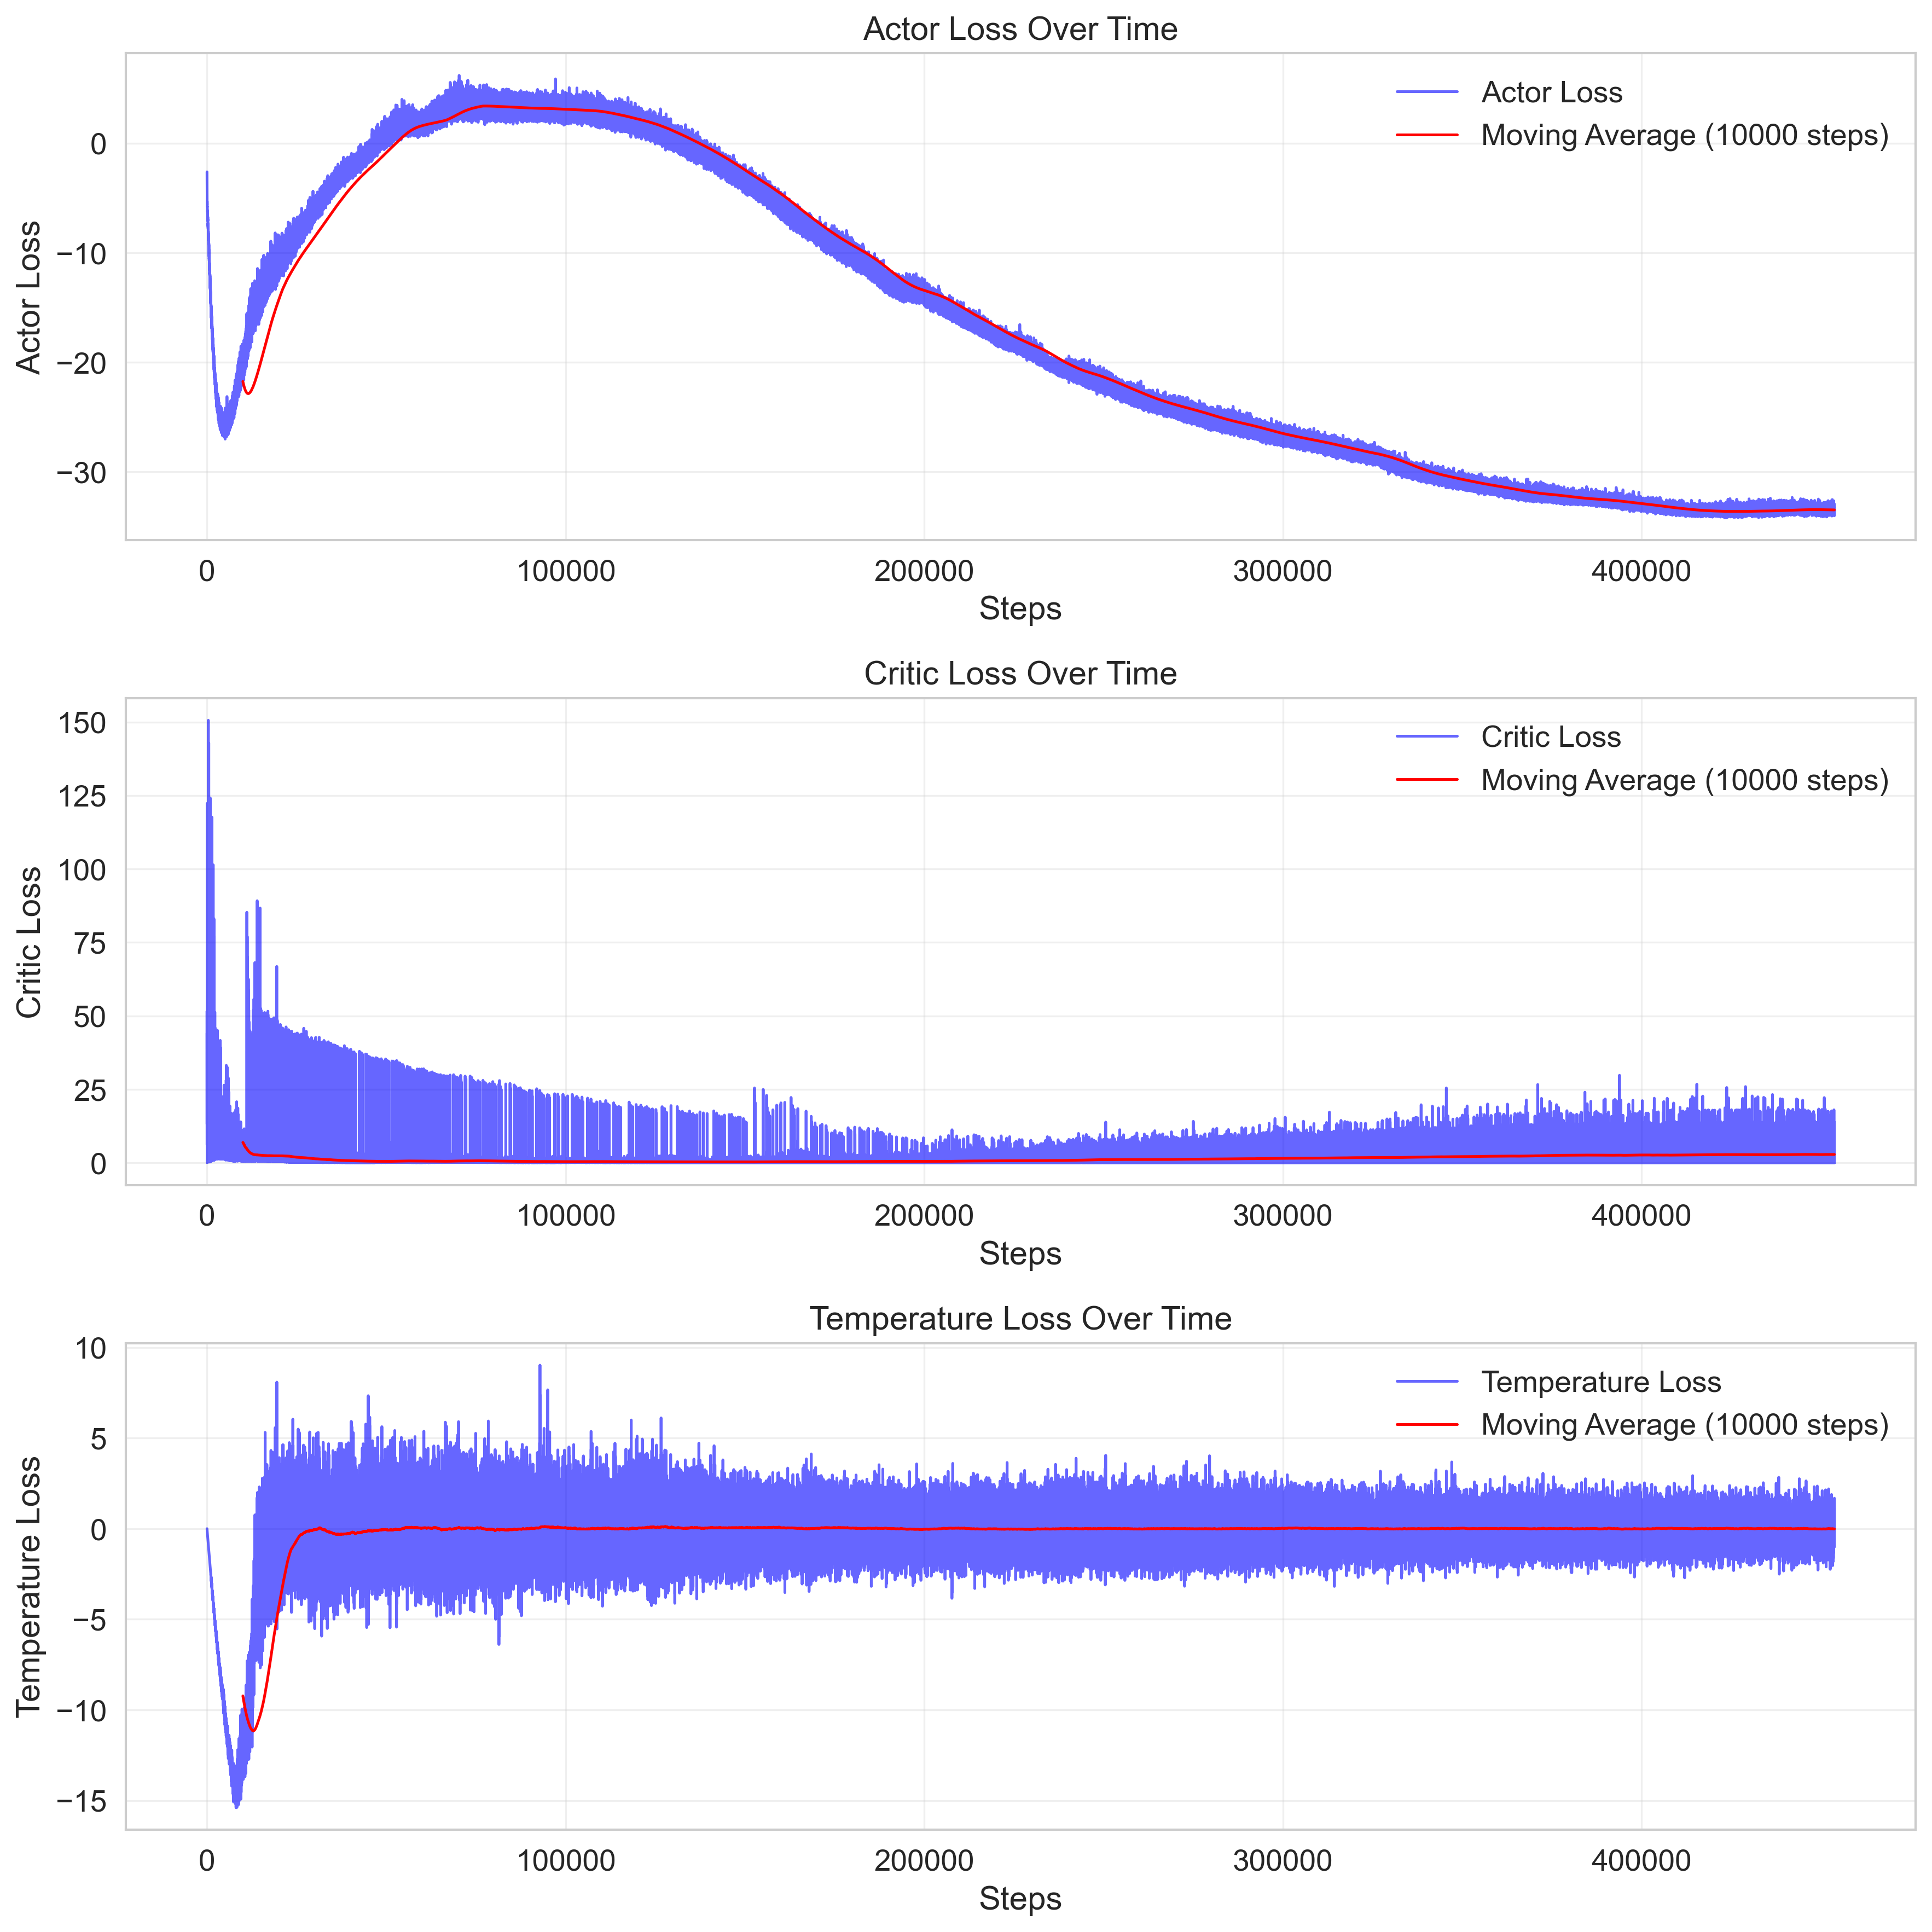 Actor Loss Over Time
Actor Loss
Moving Average (10000 steps)
Actor Loss
0
−10
−20
−30
0 100000 200000 300000 400000
Steps
Critic Loss Over Time
Critic Loss
Moving Average (10000 steps)
Critic Loss
150
125
100
75
50
25
0
0 100000 200000 300000 400000
Steps
Temperature Loss Over Time
Temperature Loss
Moving Average (10000 steps)
Temperature Loss
10
5
0
−5
−10
−15
0 100000 200000 300000 400000
Steps